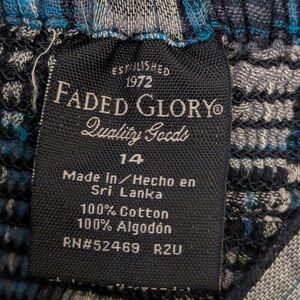 ESTABLISHED
1972
FADED GLORY®
Quality Goods
14
Made in/Hecho en
Sri Lanka
100% Cotton
100% Algodón
RN#52469 R2U